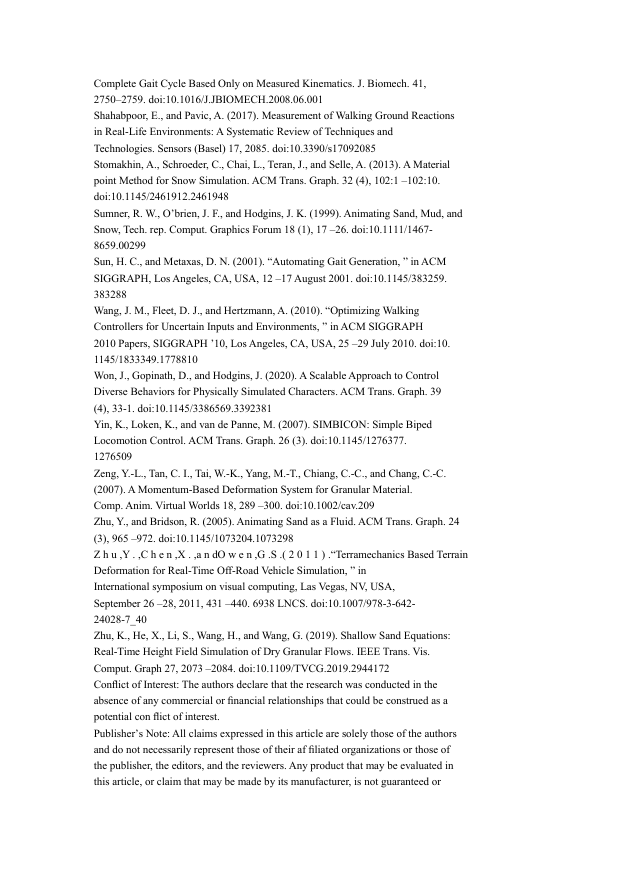 Complete Gait Cycle Based Only on Measured Kinematics. J. Biomech. 41,
2750–2759. doi:10.1016/J.JBIOMECH.2008.06.001
Shahabpoor, E., and Pavic, A. (2017). Measurement of Walking Ground Reactions
in Real-Life Environments: A Systematic Review of Techniques and
Technologies. Sensors (Basel) 17, 2085. doi:10.3390/s17092085
Stomakhin, A., Schroeder, C., Chai, L., Teran, J., and Selle, A. (2013). A Material
point Method for Snow Simulation. ACM Trans. Graph. 32 (4), 102:1 –102:10.
doi:10.1145/2461912.2461948
Sumner, R. W., O’brien, J. F., and Hodgins, J. K. (1999). Animating Sand, Mud, and
Snow, Tech. rep. Comput. Graphics Forum 18 (1), 17 –26. doi:10.1111/1467-
8659.00299
Sun, H. C., and Metaxas, D. N. (2001). “Automating Gait Generation, ” in ACM
SIGGRAPH, Los Angeles, CA, USA, 12 –17 August 2001. doi:10.1145/383259.
383288
Wang, J. M., Fleet, D. J., and Hertzmann, A. (2010). “Optimizing Walking
Controllers for Uncertain Inputs and Environments, ” in ACM SIGGRAPH
2010 Papers, SIGGRAPH ’10, Los Angeles, CA, USA, 25 –29 July 2010. doi:10.
1145/1833349.1778810
Won, J., Gopinath, D., and Hodgins, J. (2020). A Scalable Approach to Control
Diverse Behaviors for Physically Simulated Characters. ACM Trans. Graph. 39
(4), 33-1. doi:10.1145/3386569.3392381
Yin, K., Loken, K., and van de Panne, M. (2007). SIMBICON: Simple Biped
Locomotion Control. ACM Trans. Graph. 26 (3). doi:10.1145/1276377.
1276509
Zeng, Y.-L., Tan, C. I., Tai, W.-K., Yang, M.-T., Chiang, C.-C., and Chang, C.-C.
(2007). A Momentum-Based Deformation System for Granular Material.
Comp. Anim. Virtual Worlds 18, 289 –300. doi:10.1002/cav.209
Zhu, Y., and Bridson, R. (2005). Animating Sand as a Fluid. ACM Trans. Graph. 24
(3), 965 –972. doi:10.1145/1073204.1073298
Z h u ,Y . ,C h e n ,X . ,a n dO w e n ,G .S .( 2 0 1 1 ) .“Terramechanics Based Terrain
Deformation for Real-Time Off-Road Vehicle Simulation, ” in
International symposium on visual computing, Las Vegas, NV, USA,
September 26 –28, 2011, 431 –440. 6938 LNCS. doi:10.1007/978-3-642-
24028-7_40
Zhu, K., He, X., Li, S., Wang, H., and Wang, G. (2019). Shallow Sand Equations:
Real-Time Height Field Simulation of Dry Granular Flows. IEEE Trans. Vis.
Comput. Graph 27, 2073 –2084. doi:10.1109/TVCG.2019.2944172
Conflict of Interest: The authors declare that the research was conducted in the
absence of any commercial or financial relationships that could be construed as a
potential con flict of interest.
Publisher’s Note: All claims expressed in this article are solely those of the authors
and do not necessarily represent those of their af filiated organizations or those of
the publisher, the editors, and the reviewers. Any product that may be evaluated in
this article, or claim that may be made by its manufacturer, is not guaranteed or